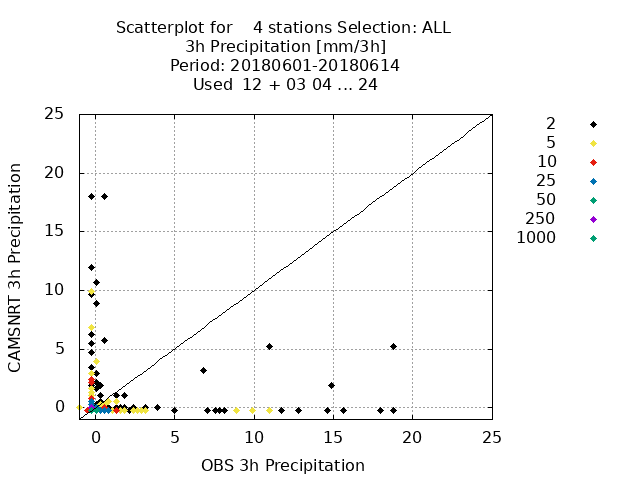 Scatterplot for 4 stations Selection: ALL
3h Precipitation [mm/3h]
Period: 20180601-20180614
Used 12 + 03 04 ... 24
25
20
15
10
5
0
0 5 10 15 20 25
CAMSNRT 3h Precipitation
OBS 3h Precipitation
2
5
10
25
50
250
1000